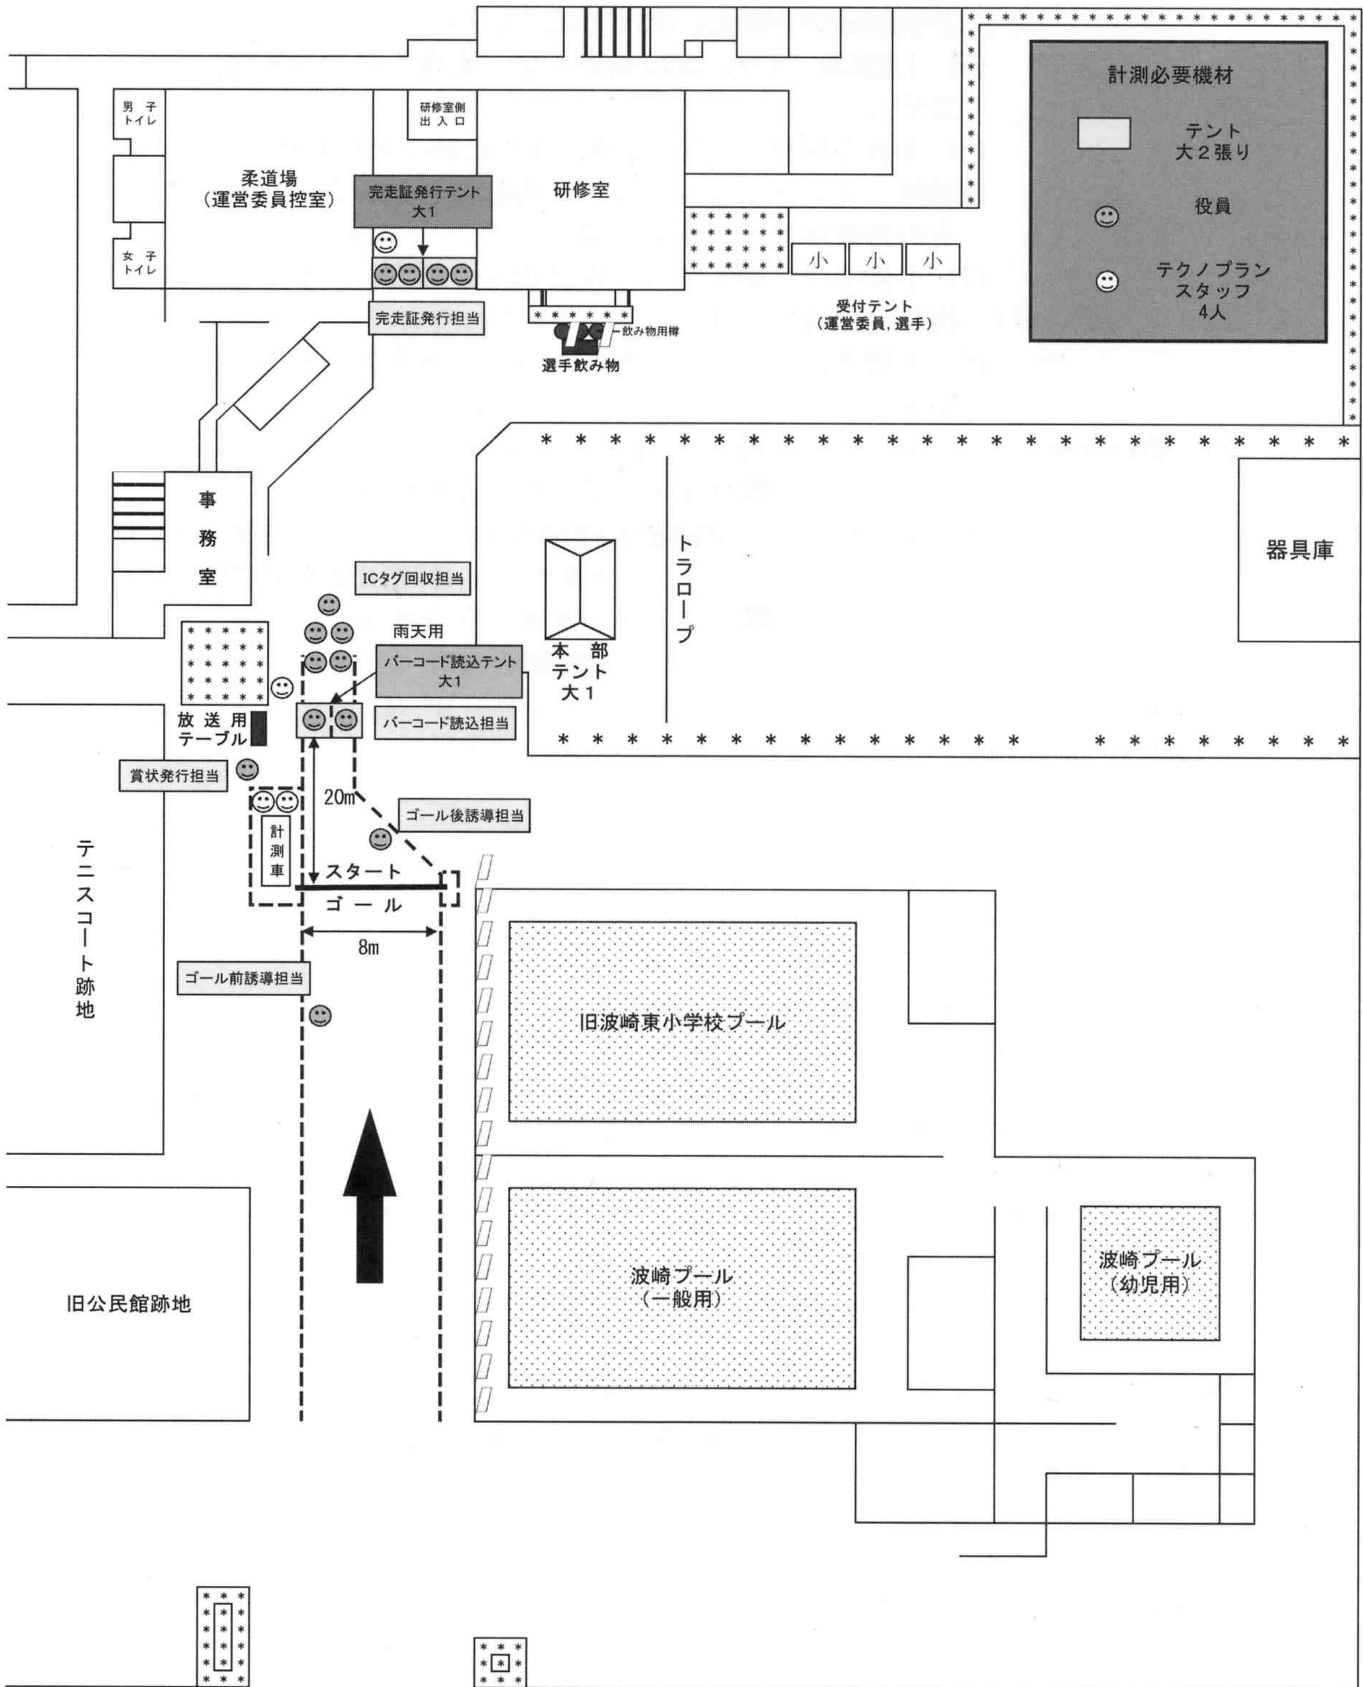 計測必要機材
テント
大2張り
役員
テクノプラン
スタッフ
4人
男 子
トイレ
研修室側
出 入 口
柔道場
(運営委員控室)
完走証発行テント
大1
研修室
女 子
トイレ
小
小
小
完走証発行担当
受付テント
(運営委員,選手)
飲み物用樽
選手飲み物
事務室
トラロープ
器具庫
ICタグ回収担当
雨天用
バーコード読込テント
大1
本 部
テント
大1
放 送 用
テーブル
バーコード読込担当
賞状発行担当
20m
ゴール後誘導担当
計測車
スタート
ゴ ー ル
8m
テニスコート跡地
ゴール前誘導担当
旧波崎東小学校プール
旧公民館跡地
波崎プール
(一般用)
波崎プール
(幼児用)